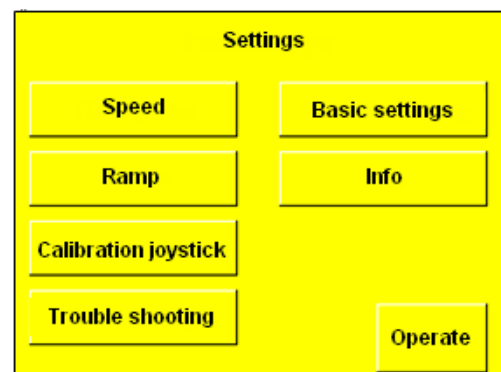 Settings
Speed
Basic settings
Ramp
Info
Calibration joystick
Trouble shooting
Operate